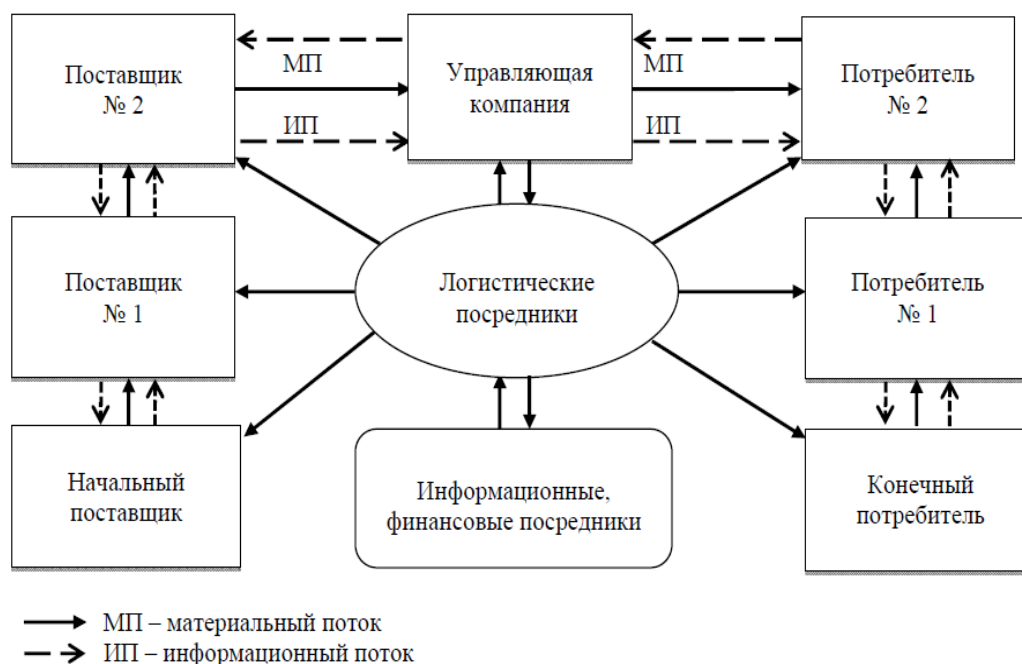 Поставщик
№ 2
МП
ИП
Управляющая
компания
МП
ИП
Потребитель
№ 2
Поставщик
№ 1
Логистические
посредники
Потребитель
№ 1
Начальный
поставщик
Информационные,
финансовые посредники
Конечный
потребитель
МП – материальный поток
ИП – информационный поток